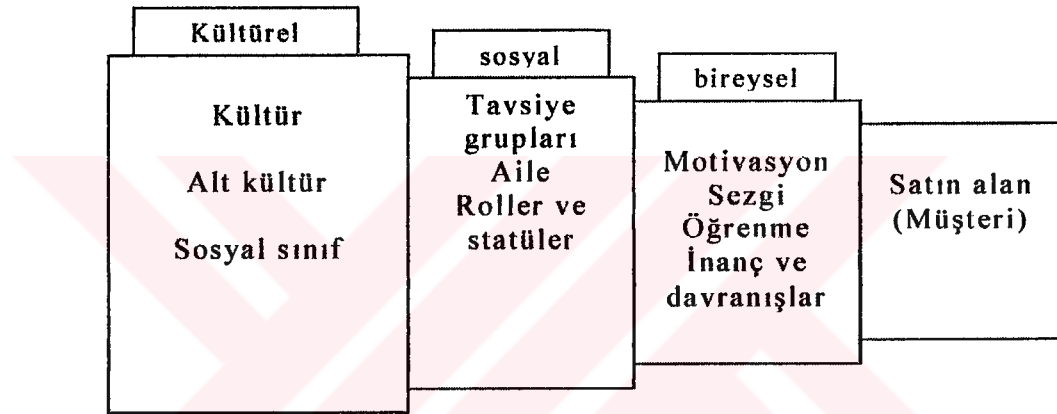 Kültürel
Kültür
Alt kültür
Sosyal sınıf
sosyal
Tavsiye
grupları
Aile
Roller ve
statüler
bireysel
Motivasyon
Sezgi
Öğrenme
İnanç ve
davranışlar
Satın alan
(Müşteri)